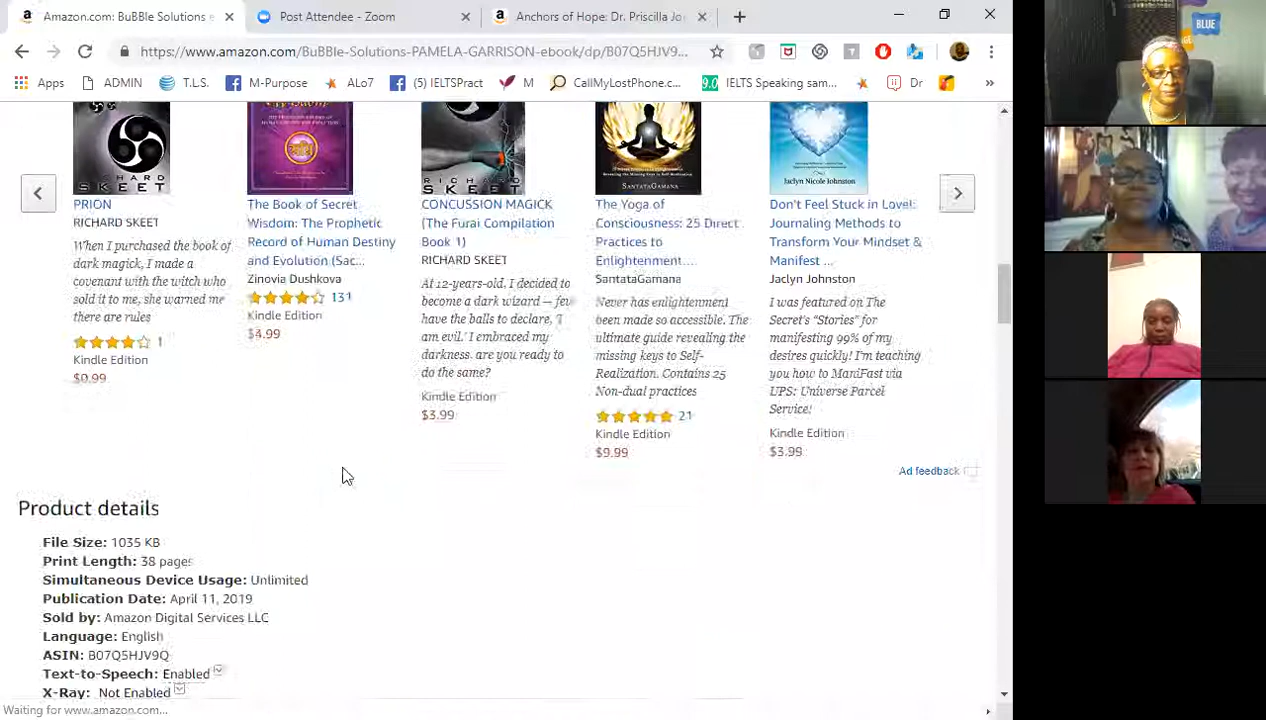 Amazon.com: BuBBle Solutions e
Post Attendee - Zoom
Anchors of Hope: Dr. Priscilla Jo
https://www.amazon.com/BuBBle-Solutions-PAMELA-GARRISON-ebook/dp/B07Q5HJV9...
Apps
ADMIN
T.L.S.
M-Purpose
ALo7
(5) IELTSPract
M
CallMyLostPhone.c...
9.0
IELTS Speaking sam...
Dr
»
BLUE
SKEET
RICHARD SKEET
SANTATAGAMANA
Jaclyn Nicole Johnston
PRION
RICHARD SKEET
When I purchased the book of
dark magick, I made a
covenant with the witch who
sold it to me, she warned me
there are rules
1
Kindle Edition
$0.99
The Book of Secret
Wisdom: The Prophetic
Record of Human Destiny
and Evolution (Sac...
Zinovia Dushkova
131
Kindle Edition
$4.99
CONCUSSION MAGICK
(The Furai Compilation
Book 1)
RICHARD SKEET
At 12-years-old, I decided to
become a dark wizard — few
have the balls to declare, 'I
am evil.' I embraced my
darkness. are you ready to
do the same?
Kindle Edition
$3.99
The Yoga of
Consciousness: 25 Direct
Practices to
Enlightenment....
SantataGamana
Never has enlightenment
been made so accessible. The
ultimate guide revealing the
missing keys to Self-
Realization. Contains 25
Non-dual practices
21
Kindle Edition
$9.99
Don't Feel Stuck in Love!:
Journaling Methods to
Transform Your Mindset &
Manifest ...
Jaclyn Johnston
I was featured on The
Secret's "Stories" for
manifesting 99% of my
desires quickly! I'm teaching
you how to ManiFast via
UPS: Universe Parcel
Service!
Kindle Edition
$3.99
Ad feedback
Product details
File Size: 1035 KB
Print Length: 38 pages
Simultaneous Device Usage: Unlimited
Publication Date: April 11, 2019
Sold by: Amazon Digital Services LLC
Language: English
ASIN: B07Q5HJV9Q
Text-to-Speech: Enabled
X-Ray: Not Enabled
Waiting for www.amazon.com...